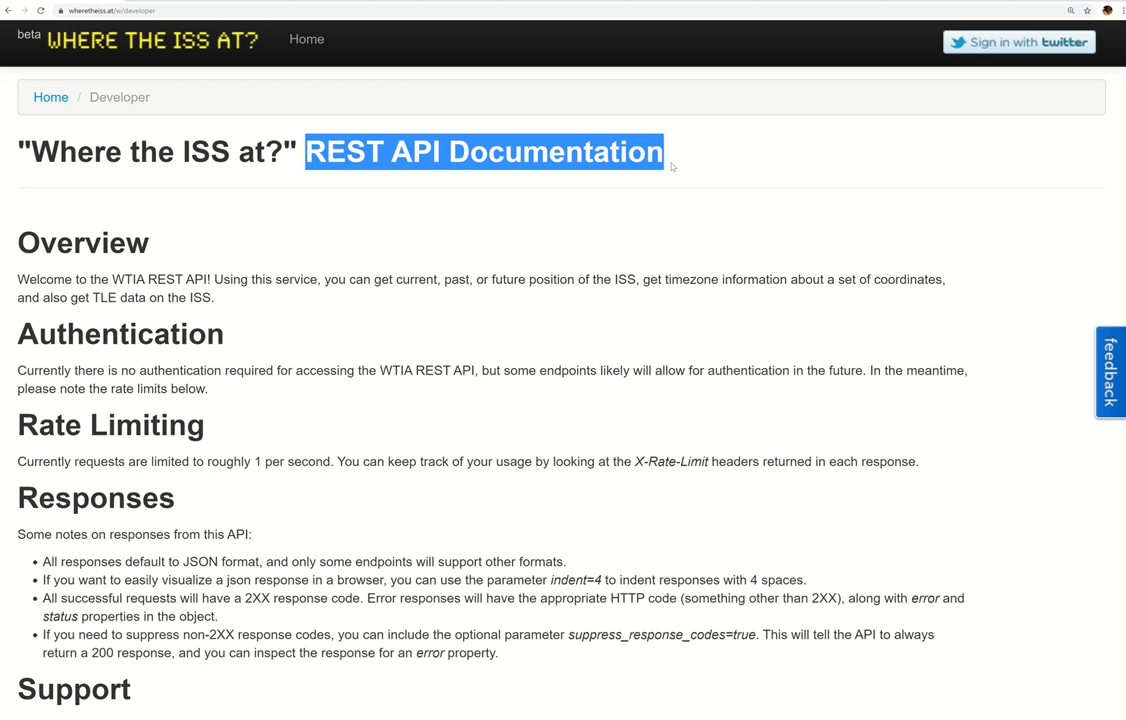 wheretheiss.at/w/developer
beta WHERE THE ISS AT? Home Sign in with twitter
Home / Developer
"Where the ISS at?" REST API Documentation
Overview
Welcome to the WTIA REST API! Using this service, you can get current, past, or future position of the ISS, get timezone information about a set of coordinates,
and also get TLE data on the ISS.
Authentication
Currently there is no authentication required for accessing the WTIA REST API, but some endpoints likely will allow for authentication in the future. In the meantime,
please note the rate limits below.
feedback
Rate Limiting
Currently requests are limited to roughly 1 per second. You can keep track of your usage by looking at the X-Rate-Limit headers returned in each response.
Responses
Some notes on responses from this API:
• All responses default to JSON format, and only some endpoints will support other formats.
• If you want to easily visualize a json response in a browser, you can use the parameter indent=4 to indent responses with 4 spaces.
• All successful requests will have a 2XX response code. Error responses will have the appropriate HTTP code (something other than 2XX), along with error and
status properties in the object.
• If you need to suppress non-2XX response codes, you can include the optional parameter suppress_response_codes=true. This will tell the API to always
return a 200 response, and you can inspect the response for an error property.
Support